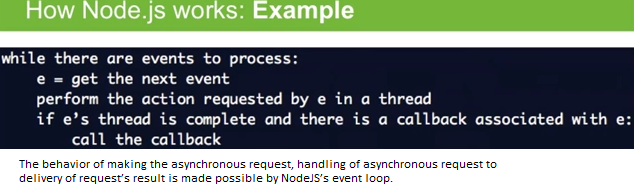 How Node.js works: Example
while there are events to process:
e = get the next event
perform the action requested by e in a thread
if e's thread is complete and there is a callback associated with e:
call the callback
The behavior of making the asynchronous request, handling of asynchronous request to
delivery of request's result is made possible by NodeJS's event loop.